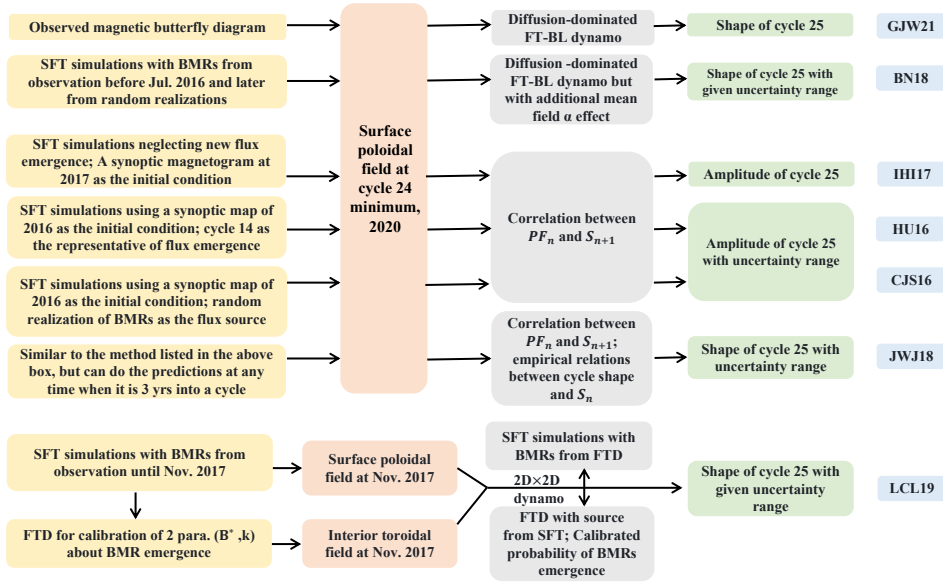 Observed magnetic butterfly diagram
Diffusion-dominated
FT-BL dynamo
Shape of cycle 25
GJW21
SFT simulations with BMRs from
observation before Jul. 2016 and later
from random realizations
Diffusion -dominated
FT-BL dynamo but
with additional mean
field α effect
Shape of cycle 25 with
given uncertainty range
BN18
Surface
poloidal
field at
cycle 24
minimum,
2020
SFT simulations neglecting new flux
emergence; A synoptic magnetogram at
2017 as the initial condition
Amplitude of cycle 25
IHI17
SFT simulations using a synoptic map of
2016 as the initial condition; cycle 14 as
the representative of flux emergence
Correlation between
PFₙ and Sₙ₊₁
Amplitude of cycle 25
with uncertainty range
HU16
SFT simulations using a synoptic map of
2016 as the initial condition; random
realization of BMRs as the flux source
CJS16
Similar to the method listed in the above
box, but can do the predictions at any
time when it is 3 yrs into a cycle
Correlation between
PFₙ and Sₙ₊₁;
empirical relations
between cycle shape
and Sₙ
Shape of cycle 25 with
uncertainty range
JWJ18
SFT simulations with BMRs from
observation until Nov. 2017
Surface poloidal
field at Nov. 2017
SFT simulations with
BMRs from FTD
2D×2D
dynamo
Shape of cycle 25 with
given uncertainty
range
LCL19
FTD for calibration of 2 para. (B* ,k)
about BMR emergence
Interior toroidal
field at Nov. 2017
FTD with source
from SFT; Calibrated
probability of BMRs
emergence